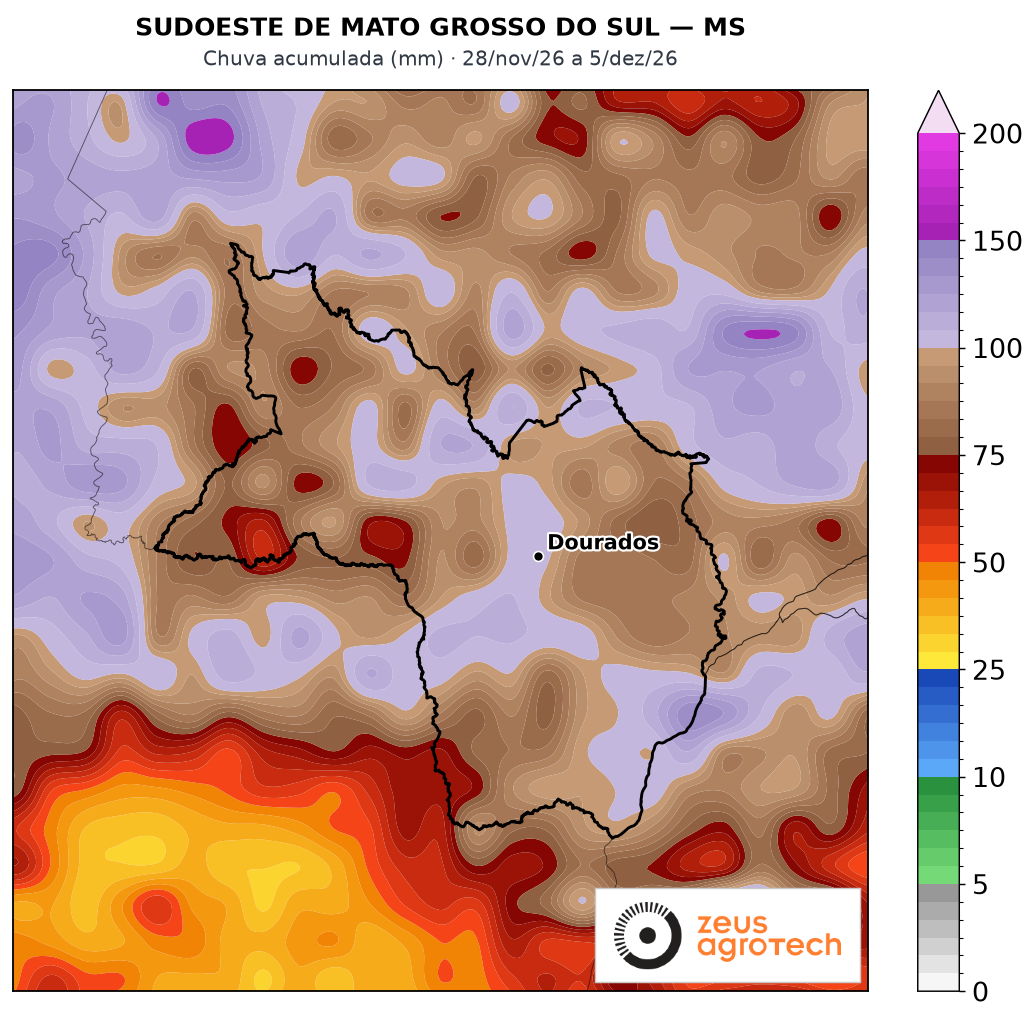 SUDOESTE DE MATO GROSSO DO SUL — MS
Chuva acumulada (mm) · 28/nov/26 a 5/dez/26
200
150
100
75
50
25
10
5
0
Dourados
zeus
agrotech